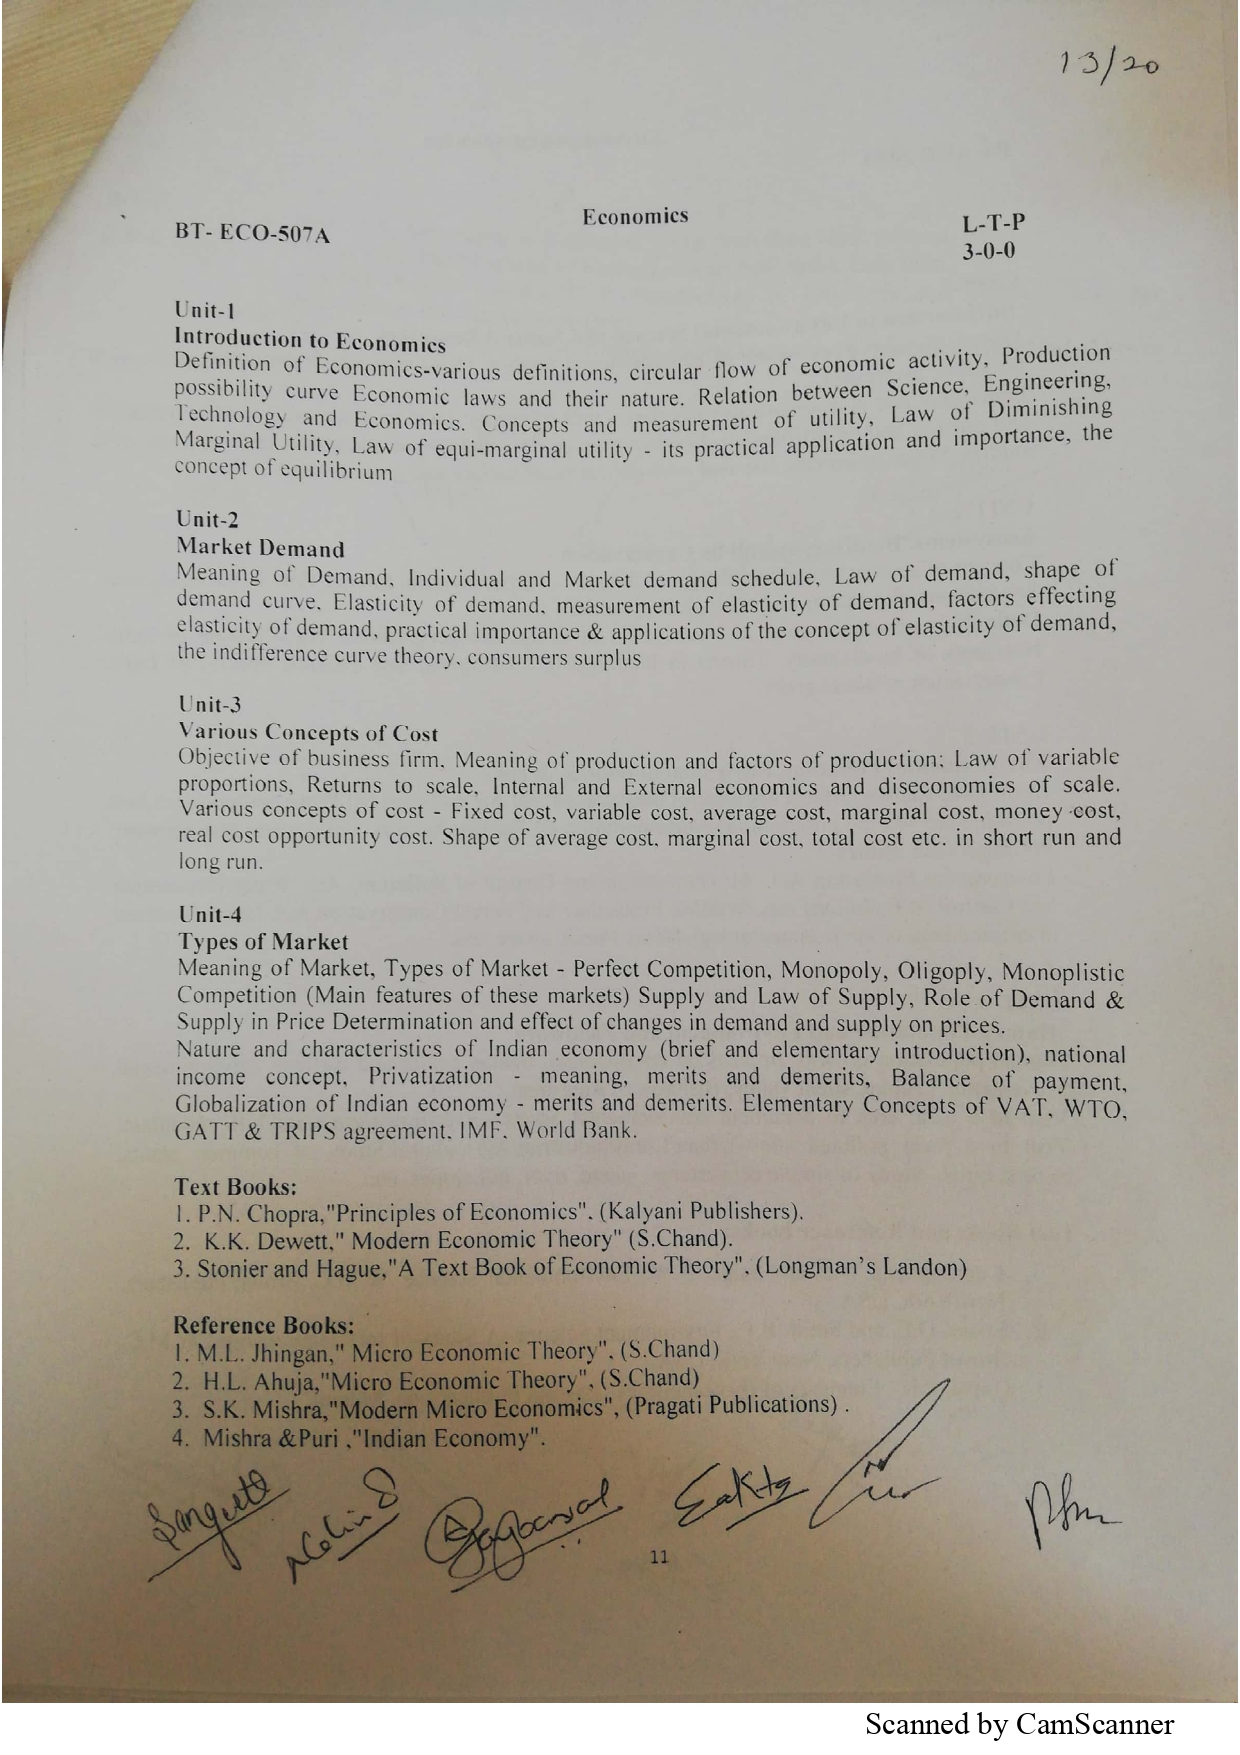 13/20
Economics
BT- ECO-507A
L-T-P
3-0-0
Unit-1
Introduction to Economics
Definition of Economics-various definitions, circular flow of economic activity, Production
possibility curve Economic laws and their nature. Relation between Science, Engineering,
Technology and Economics. Concepts and measurement of utility, Law of Diminishing
Marginal Utility, Law of equi-marginal utility - its practical application and importance, the
concept of equilibrium
Unit-2
Market Demand
Meaning of Demand, Individual and Market demand schedule, Law of demand, shape of
demand curve, Elasticity of demand, measurement of elasticity of demand, factors effecting
elasticity of demand, practical importance & applications of the concept of elasticity of demand,
the indifference curve theory, consumers surplus
Unit-3
Various Concepts of Cost
Objective of business firm, Meaning of production and factors of production; Law of variable
proportions, Returns to scale, Internal and External economics and diseconomies of scale.
Various concepts of cost - Fixed cost, variable cost, average cost, marginal cost, money cost,
real cost opportunity cost. Shape of average cost, marginal cost, total cost etc. in short run and
long run.
Unit-4
Types of Market
Meaning of Market, Types of Market - Perfect Competition, Monopoly, Oligoply, Monoplistic
Competition (Main features of these markets) Supply and Law of Supply, Role of Demand &
Supply in Price Determination and effect of changes in demand and supply on prices.
Nature and characteristics of Indian economy (brief and elementary introduction), national
income concept, Privatization - meaning, merits and demerits, Balance of payment,
Globalization of Indian economy - merits and demerits. Elementary Concepts of VAT, WTO,
GATT & TRIPS agreement, IMF, World Bank.
Text Books:
1. P.N. Chopra,"Principles of Economics", (Kalyani Publishers).
2. K.K. Dewett," Modern Economic Theory" (S.Chand).
3. Stonier and Hague,"A Text Book of Economic Theory", (Longman's Landon)
Reference Books:
1. M.L. Jhingan," Micro Economic Theory", (S.Chand)
2. H.L. Ahuja,"Micro Economic Theory", (S.Chand)
3. S.K. Mishra,"Modern Micro Economics", (Pragati Publications) .
4. Mishra &Puri ,"Indian Economy".
11
Scanned by CamScanner